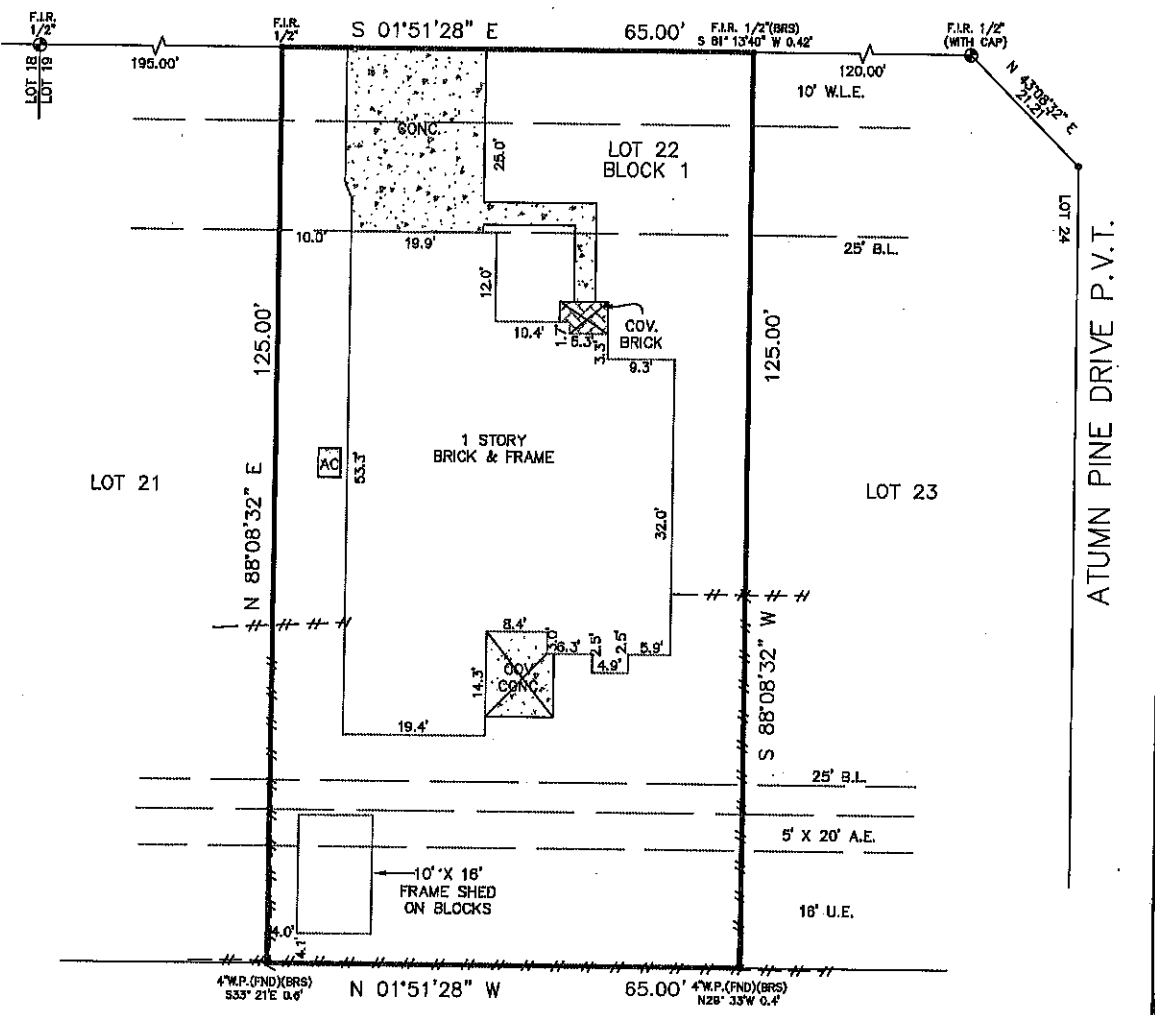 F.I.R.
1/2"
F.I.R.
1/2"
S 01°51'28" E
65.00'
F.I.R. 1/2"(BRS)
S 81° 13'40" W 0.42'
F.I.R. 1/2"
(WITH CAP)
195.00'
120.00'
N 43°08'32" E
21.21'
LOT 18
LOT 19
10' W.L.E.
CONC.
25.0'
LOT 22
BLOCK 1
LOT 24
10.0'
19.9'
25' B.L.
12.0'
10.4'
1.7'
3.3'
COV.
BRICK
9.3'
125.00'
125.00'
ATUMN PINE DRIVE P.V.T.
1 STORY
BRICK & FRAME
AC
53.3'
LOT 21
LOT 23
N 88°08'32" E
32.0'
S 88°08'32" W
8.4'
3.0'
6.3'
2.5'
4.9'
2.5'
5.9'
COV.
CONC.
14.3'
19.4'
25' B.L.
5' X 20' A.E.
10' X 16'
FRAME SHED
ON BLOCKS
16' U.E.
4.0'
4"W.P.(FND)(BRS)
S33° 21'E 0.6'
N 01°51'28" W
65.00'
4"W.P.(FND)(BRS)
N28° 33'W 0.4'